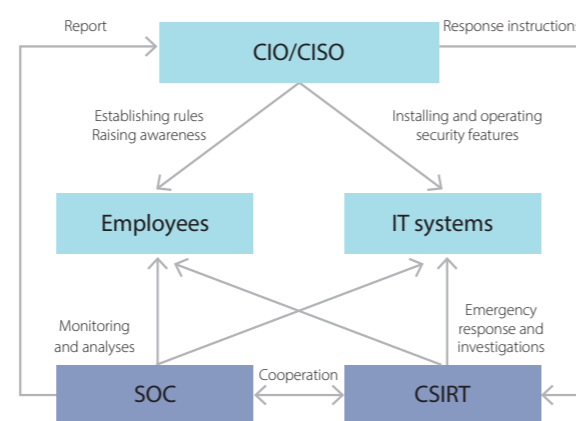 Report
CIO/CISO
Response instructions
Establishing rules
Raising awareness
Installing and operating
security features
Employees
IT systems
Monitoring
and analyses
Emergency
response and
investigations
Cooperation
SOC
CSIRT